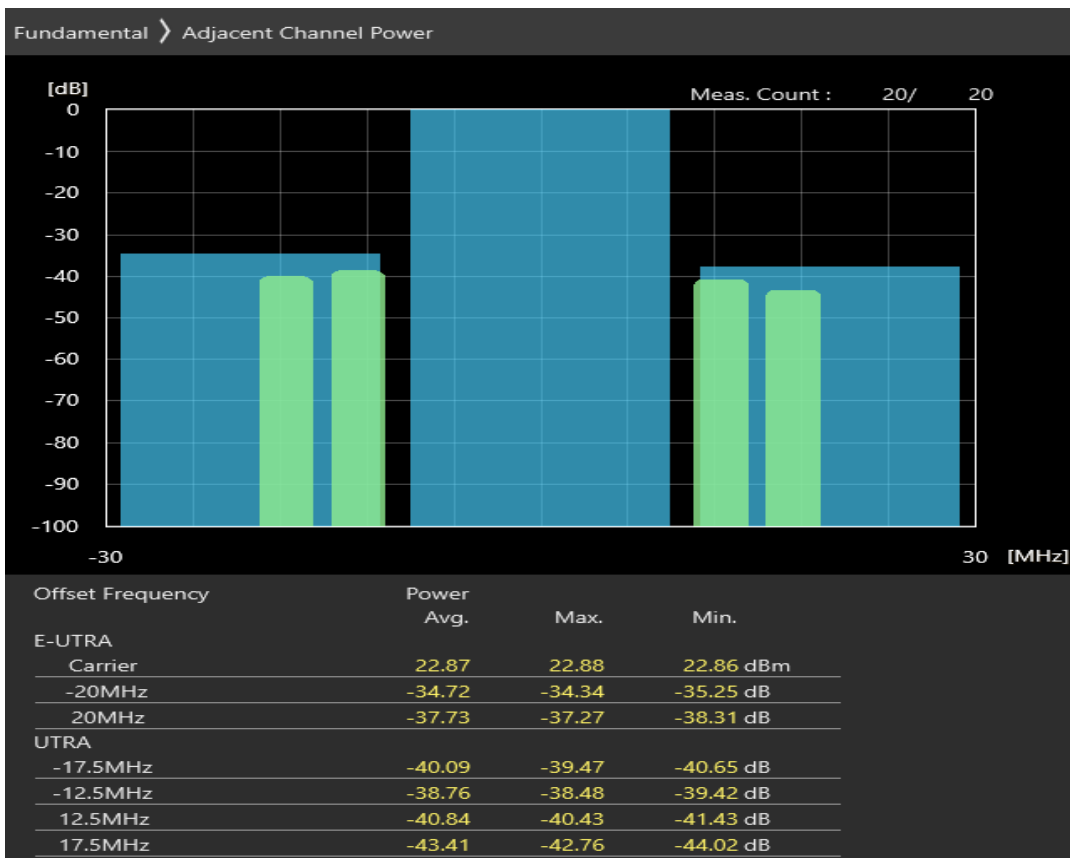 Fundamental 〉 Adjacent Channel Power
[dB]
Meas. Count : 20/ 20
0
-10
-20
-30
-40
-50
-60
-70
-80
-90
-100
-30 30 [MHz]
Offset Frequency Power
Avg. Max. Min.
E-UTRA
Carrier 22.87 22.88 22.86 dBm
-20MHz -34.72 -34.34 -35.25 dB
20MHz -37.73 -37.27 -38.31 dB
UTRA
-17.5MHz -40.09 -39.47 -40.65 dB
-12.5MHz -38.76 -38.48 -39.42 dB
12.5MHz -40.84 -40.43 -41.43 dB
17.5MHz -43.41 -42.76 -44.02 dB